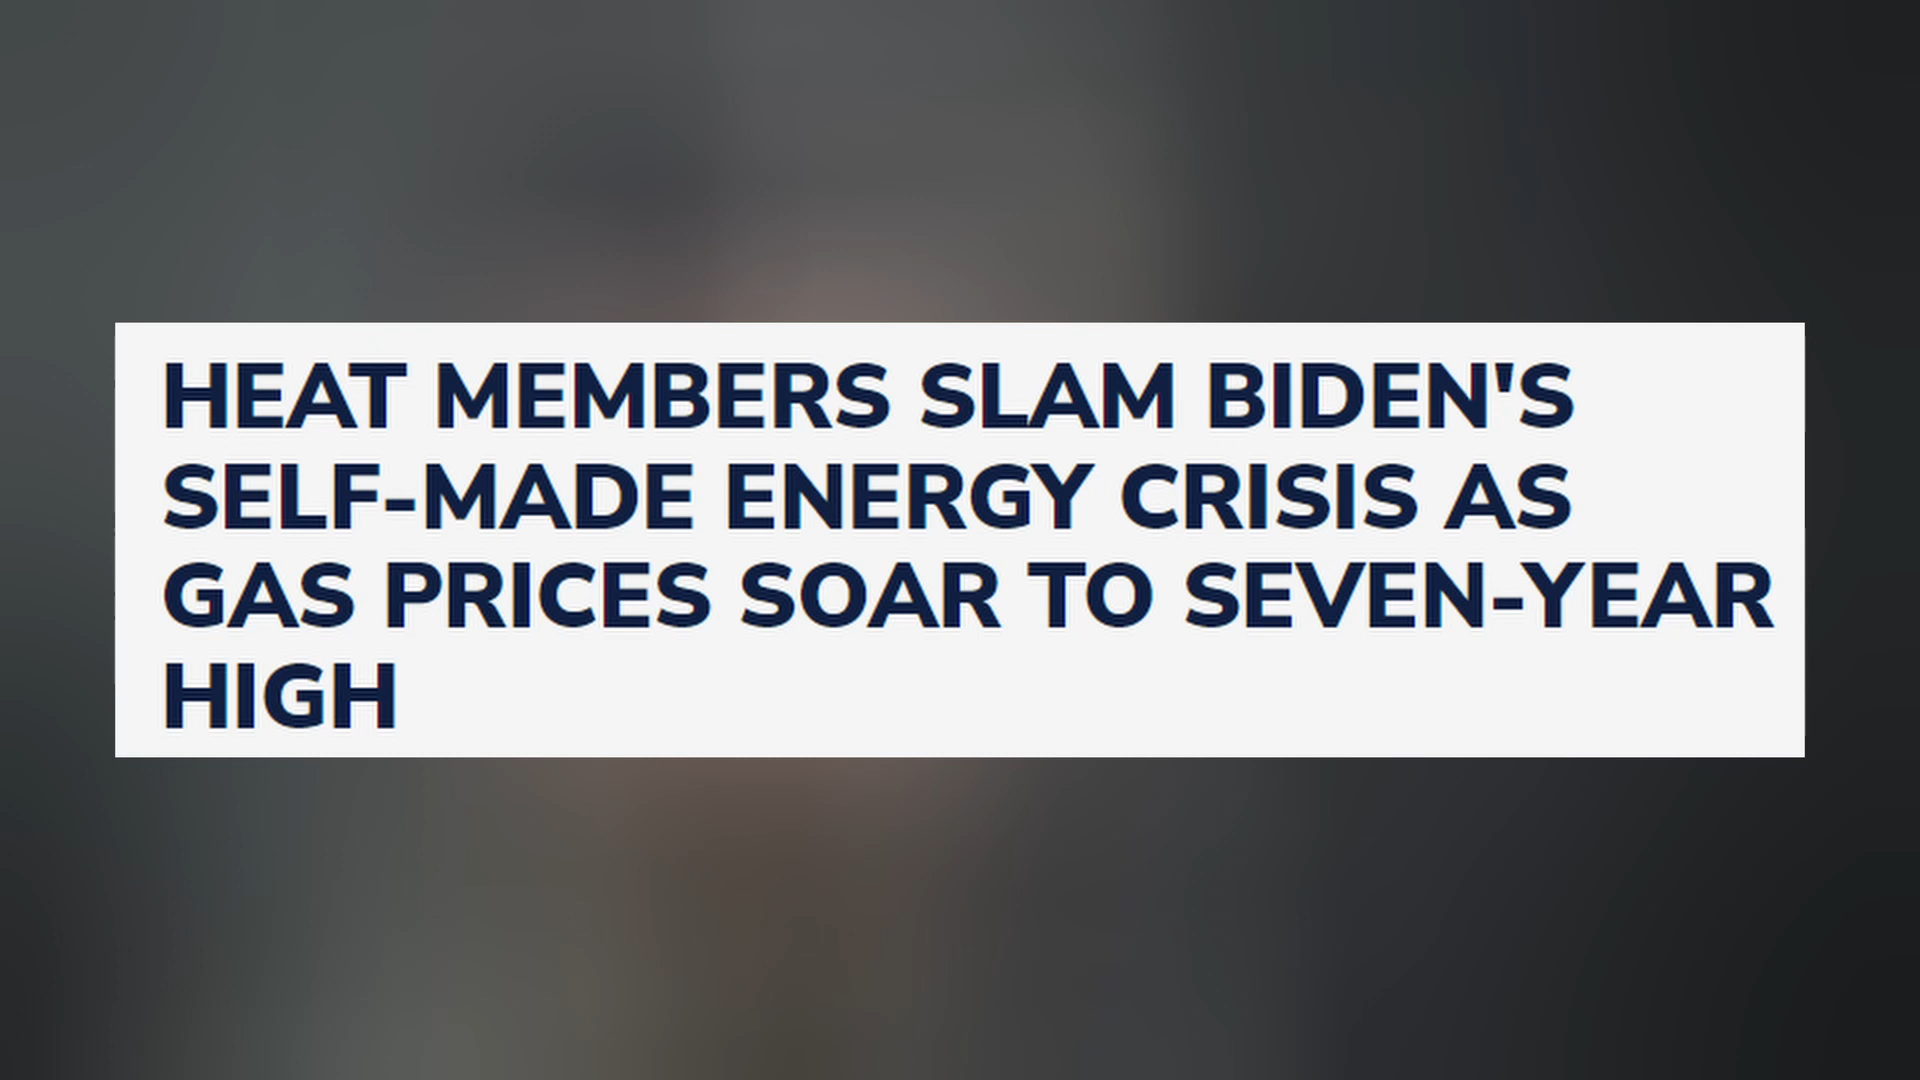 HEAT MEMBERS SLAM BIDEN'S
SELF-MADE ENERGY CRISIS AS
GAS PRICES SOAR TO SEVEN-YEAR
HIGH